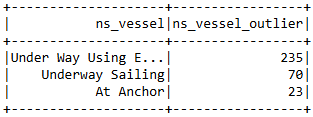 +--------------------+-----------------+
|           ns_vessel|ns_vessel_outlier|
+--------------------+-----------------+
|Under Way Using E...|              235|
|    Underway Sailing|               70|
|           At Anchor|               23|
+--------------------+-----------------+